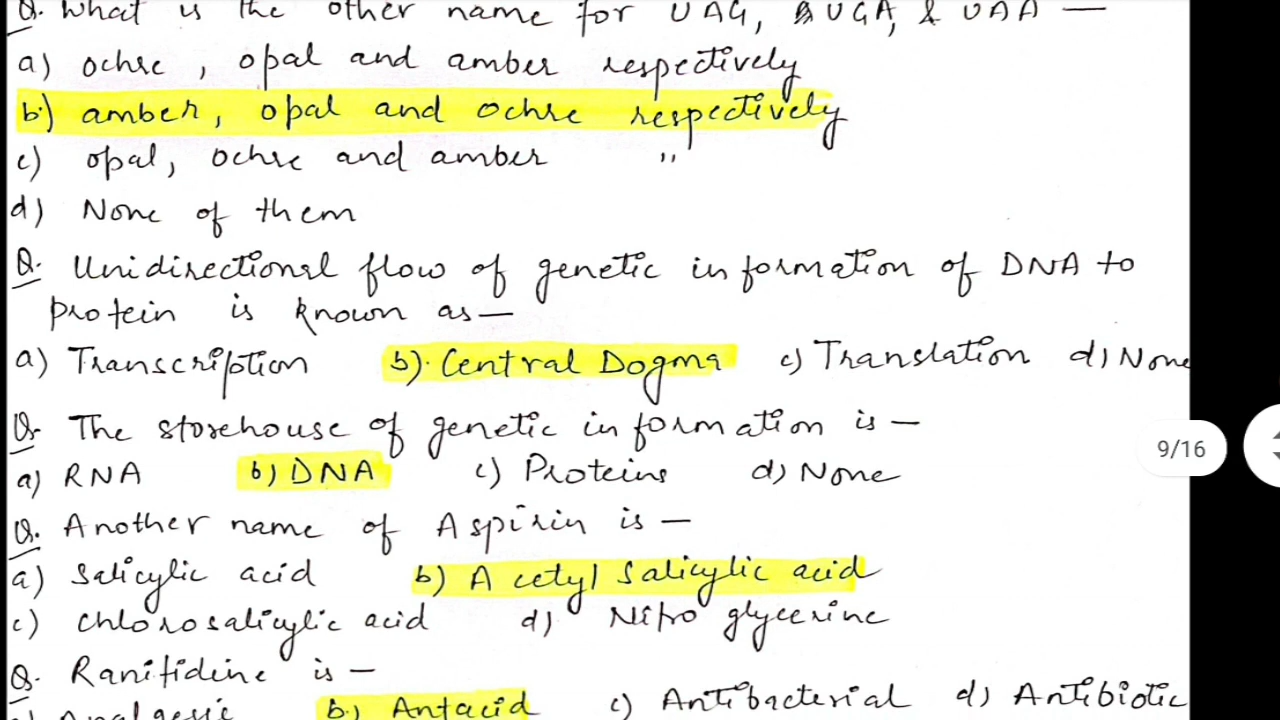 Q. What is the other name for UAG, UGA, & UAA —
a) ochre , opal and amber respectively
b) amber, opal and ochre respectively
c) opal, ochre and amber "
d) None of them
Q. Unidirectional flow of genetic information of DNA to
protein is known as —
a) Transcription b). Central Dogma c) Translation d) None
Q. The storehouse of genetic information is —
a) RNA b) DNA c) Proteins d) None
9/16
Q. Another name of Aspirin is —
a) Salicylic acid b) Acetyl Salicylic acid
c) Chlorosalicylic acid d) Nitro glycerine
Q. Ranitidine is —
a) Analgesic b.) Antacid c) Antibacterial d) Antibiotic